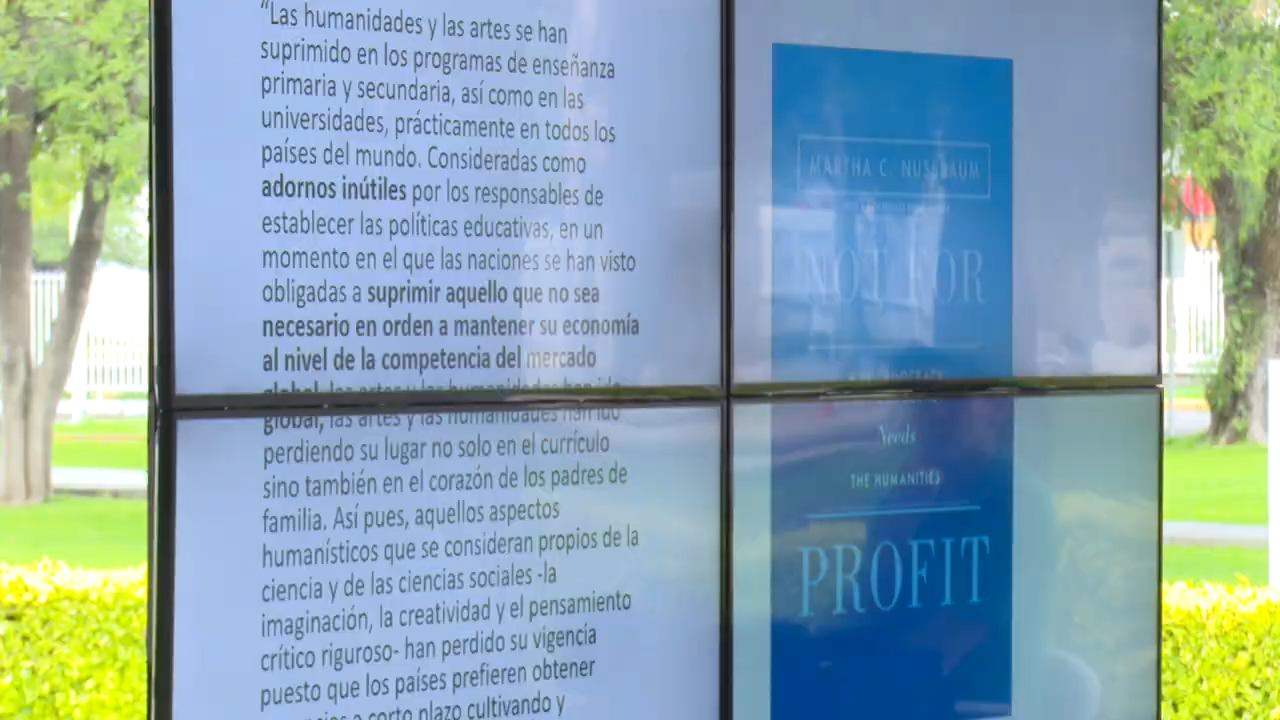 “Las humanidades y las artes se han
suprimido en los programas de enseñanza
primaria y secundaria, así como en las
universidades, prácticamente en todos los
países del mundo. Consideradas como
adornos inútiles por los responsables de
establecer las políticas educativas, en un
momento en el que las naciones se han visto
obligadas a suprimir aquello que no sea
necesario en orden a mantener su economía
al nivel de la competencia del mercado
global, las artes y las humanidades han ido
perdiendo su lugar no solo en el currículo
sino también en el corazón de los padres de
familia. Así pues, aquellos aspectos
humanísticos que se consideran propios de la
ciencia y de las ciencias sociales -la
imaginación, la creatividad y el pensamiento
crítico riguroso- han perdido su vigencia
puesto que los países prefieren obtener
a corto plazo cultivando y
MARTHA C. NUSSBAUM
NOT FOR
Needs
THE HUMANITIES
PROFIT